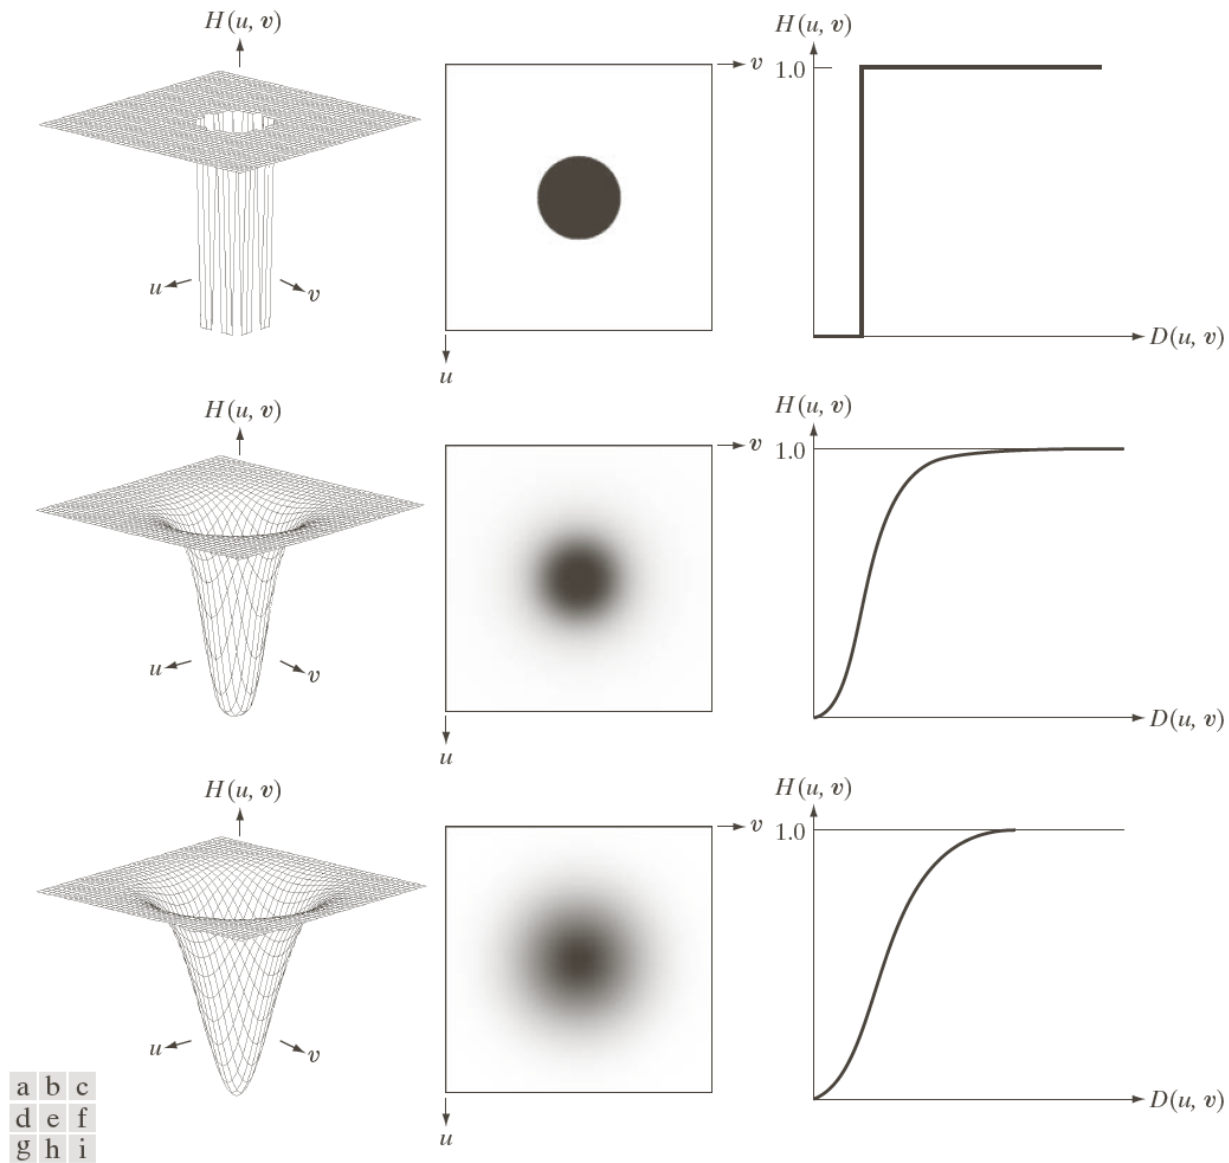 H(u, v)
u
v
v
u
H(u, v)
1.0
D(u, v)
H(u, v)
u
v
v
u
H(u, v)
1.0
D(u, v)
H(u, v)
u
v
v
u
H(u, v)
1.0
D(u, v)
a b c
d e f
g h i